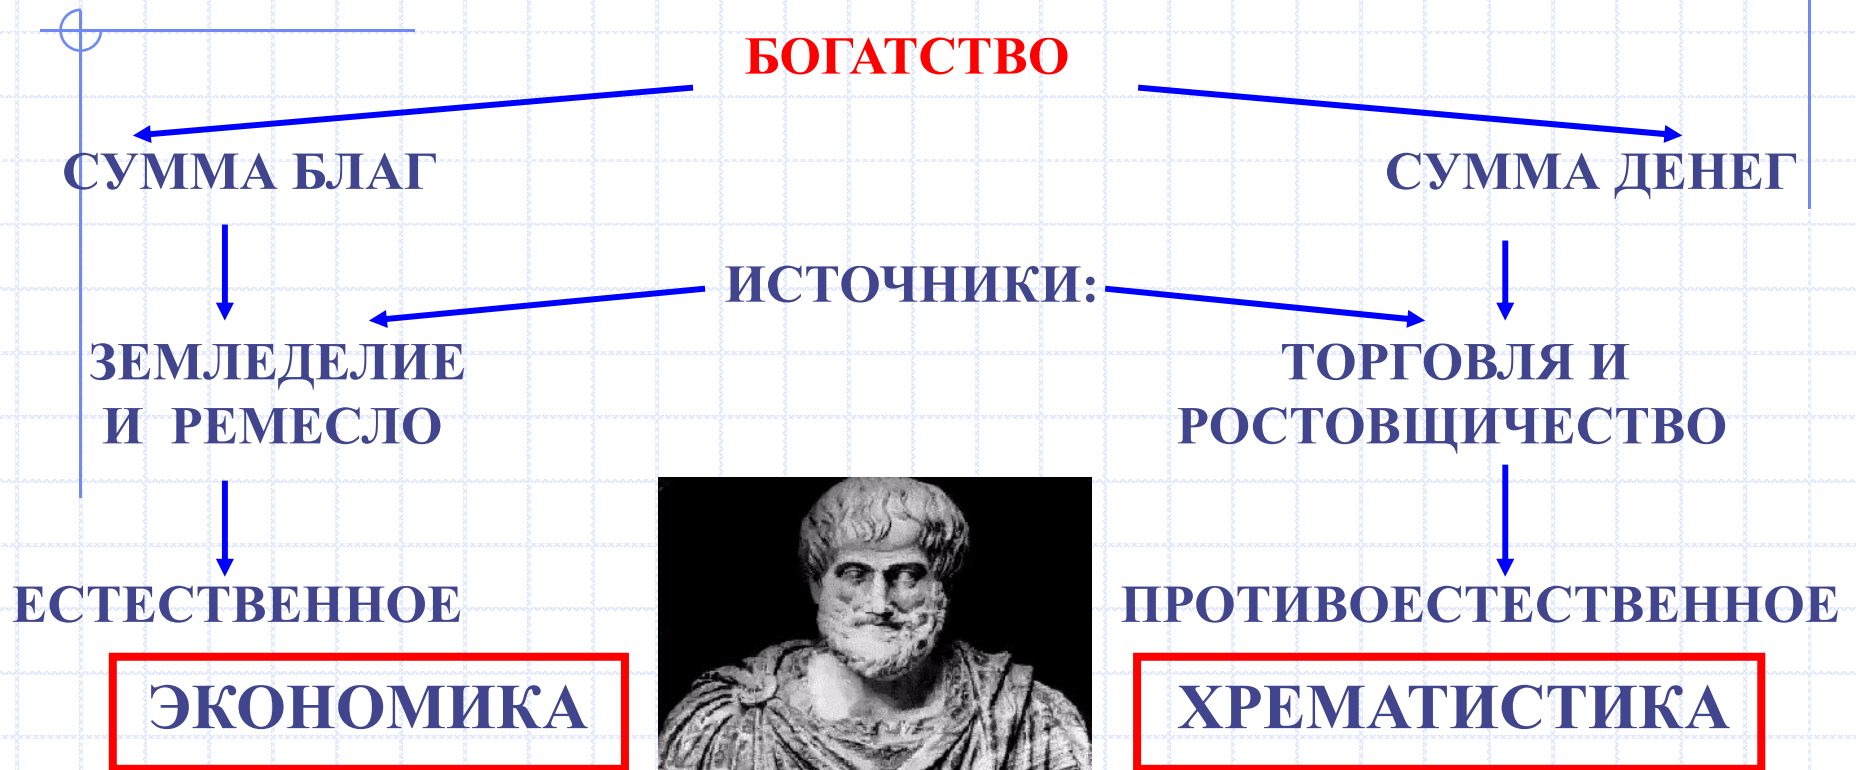 БОГАТСТВО
СУММА БЛАГ
СУММА ДЕНЕГ
ИСТОЧНИКИ:
ЗЕМЛЕДЕЛИЕ
И РЕМЕСЛО
ТОРГОВЛЯ И
РОСТОВЩИЧЕСТВО
ЕСТЕСТВЕННОЕ
ПРОТИВОЕСТЕСТВЕННОЕ
ЭКОНОМИКА
ХРЕМАТИСТИКА